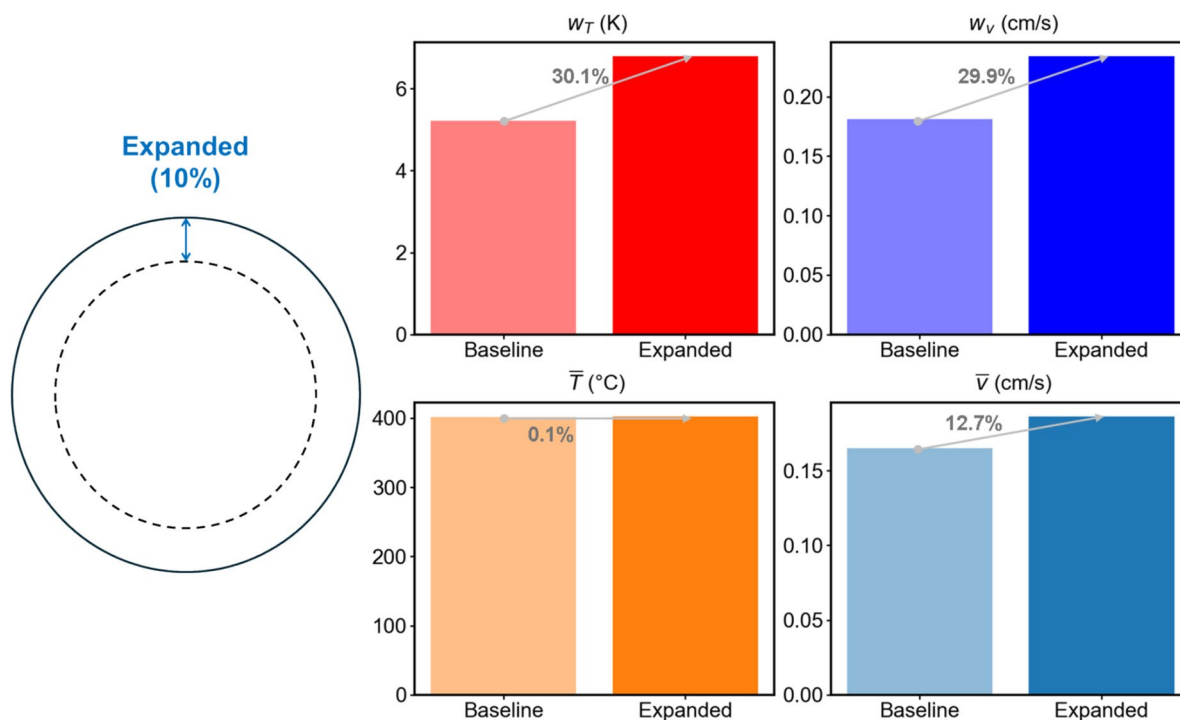 Expanded
(10%)
w_T (K)
30.1%
6
4
2
0
Baseline Expanded
w_v (cm/s)
29.9%
0.20
0.15
0.10
0.05
0.00
Baseline Expanded
T̿ (°C)
0.1%
400
300
200
100
0
Baseline Expanded
v̅ (cm/s)
12.7%
0.15
0.10
0.05
0.00
Baseline Expanded